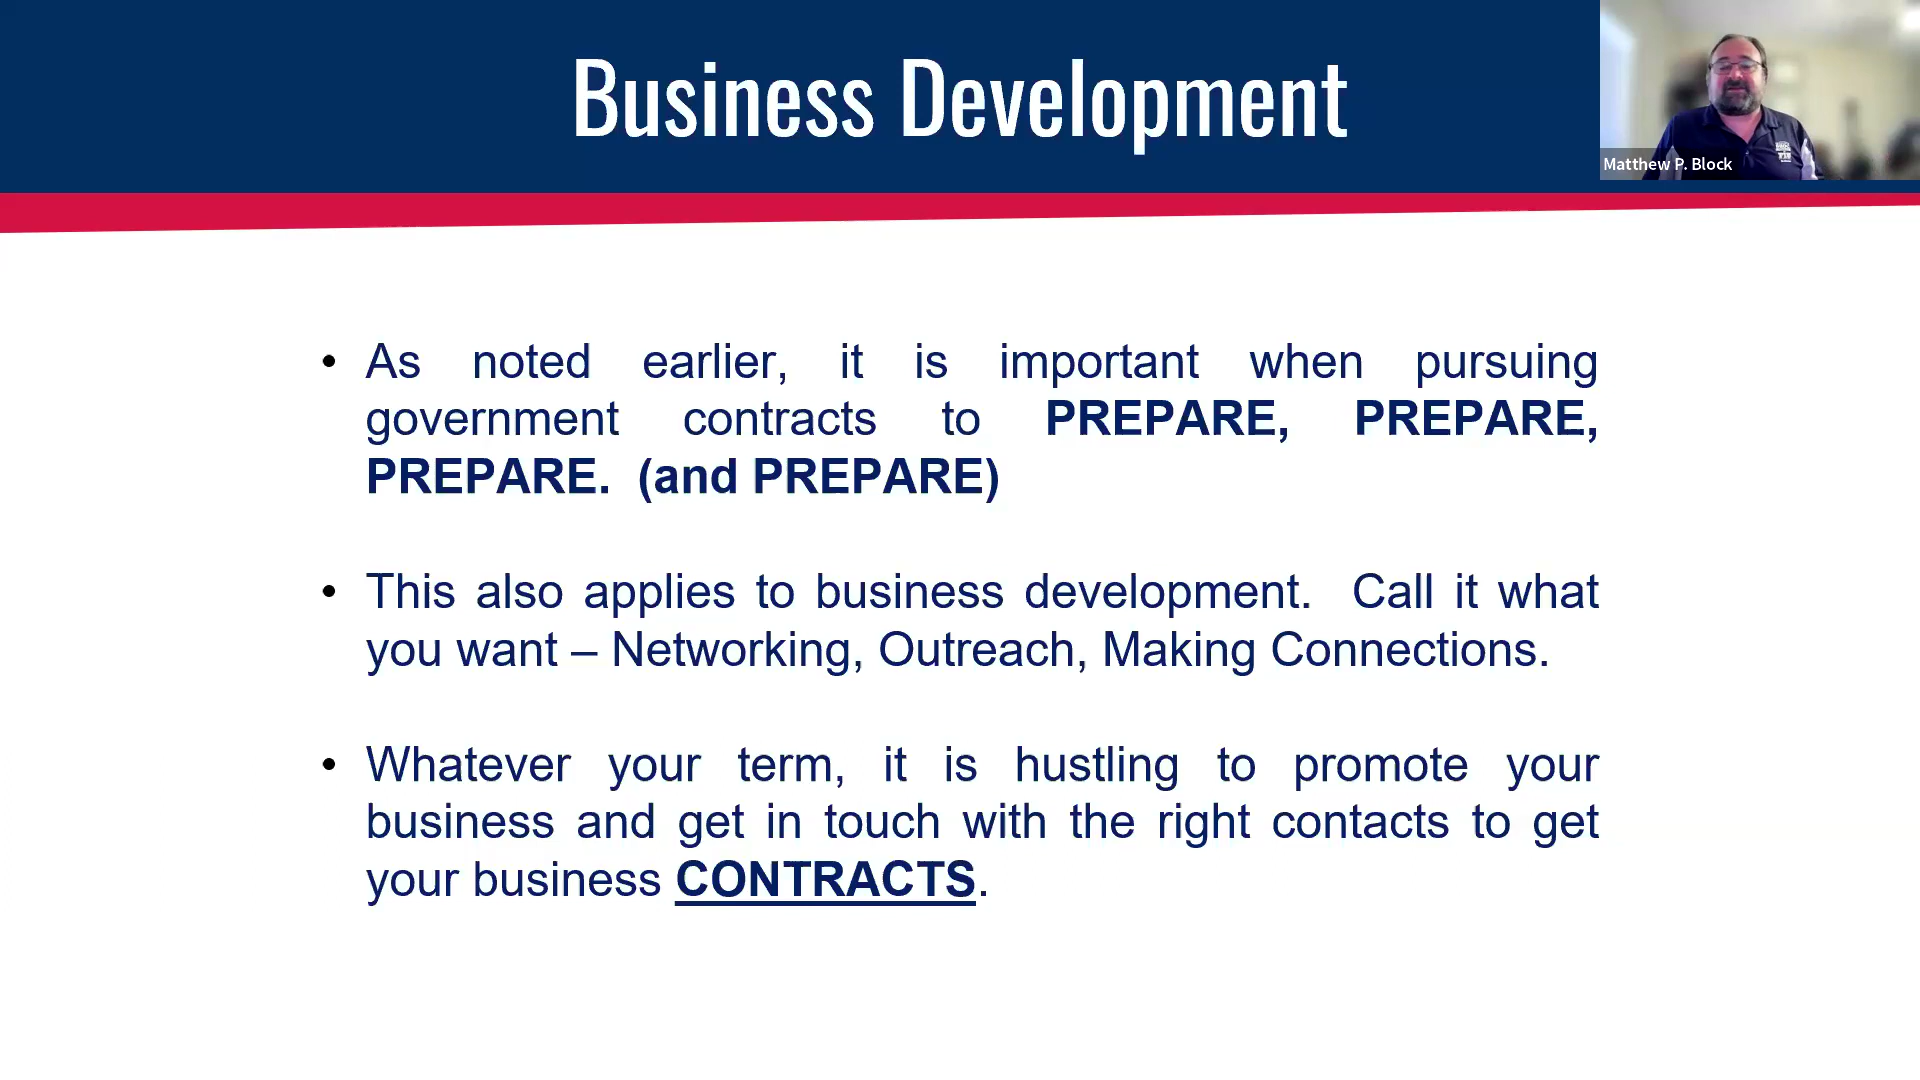 Business Development
Matthew P. Block
• As noted earlier, it is important when pursuing
government contracts to PREPARE, PREPARE,
PREPARE. (and PREPARE)
• This also applies to business development. Call it what
you want – Networking, Outreach, Making Connections.
• Whatever your term, it is hustling to promote your
business and get in touch with the right contacts to get
your business CONTRACTS.